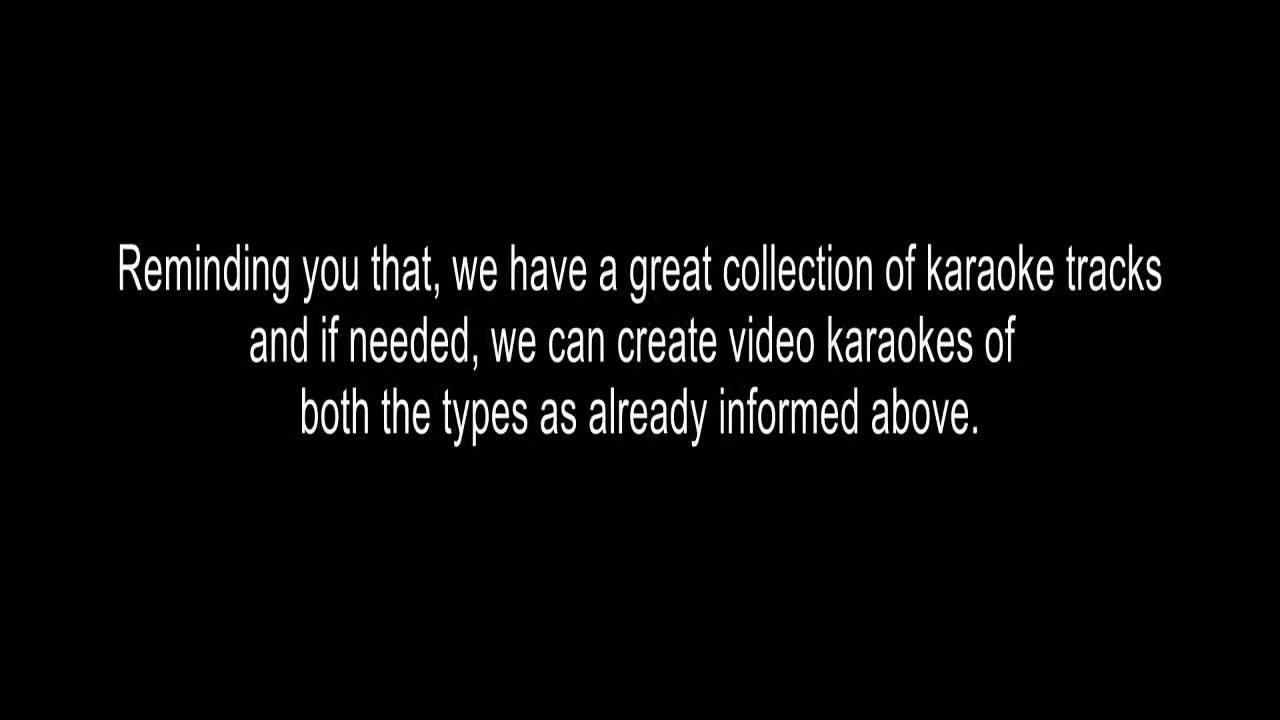 Reminding you that, we have a great collection of karaoke tracks
and if needed, we can create video karaokes of
both the types as already informed above.